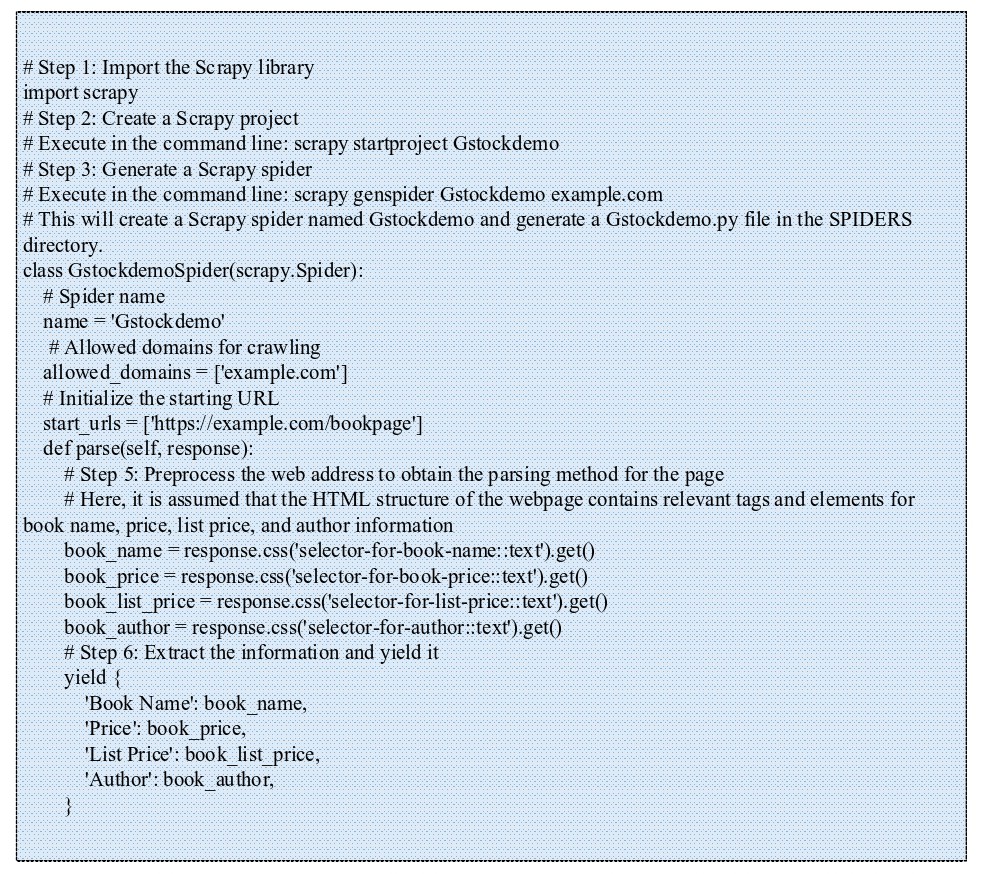 # Step 1: Import the Scrapy library
import scrapy
# Step 2: Create a Scrapy project
# Execute in the command line: scrapy startproject Gstockdemo
# Step 3: Generate a Scrapy spider
# Execute in the command line: scrapy genspider Gstockdemo example.com
# This will create a Scrapy spider named Gstockdemo and generate a Gstockdemo.py file in the SPIDERS
directory.
class GstockdemoSpider(scrapy.Spider):
    # Spider name
    name = 'Gstockdemo'
     # Allowed domains for crawling
    allowed_domains = ['example.com']
    # Initialize the starting URL
    start_urls = ['https://example.com/bookpage']
    def parse(self, response):
        # Step 5: Preprocess the web address to obtain the parsing method for the page
        # Here, it is assumed that the HTML structure of the webpage contains relevant tags and elements for
book name, price, list price, and author information
        book_name = response.css('selector-for-book-name::text').get()
        book_price = response.css('selector-for-book-price::text').get()
        book_list_price = response.css('selector-for-list-price::text').get()
        book_author = response.css('selector-for-author::text').get()
        # Step 6: Extract the information and yield it
        yield {
            'Book Name': book_name,
            'Price': book_price,
            'List Price': book_list_price,
            'Author': book_author,
        }